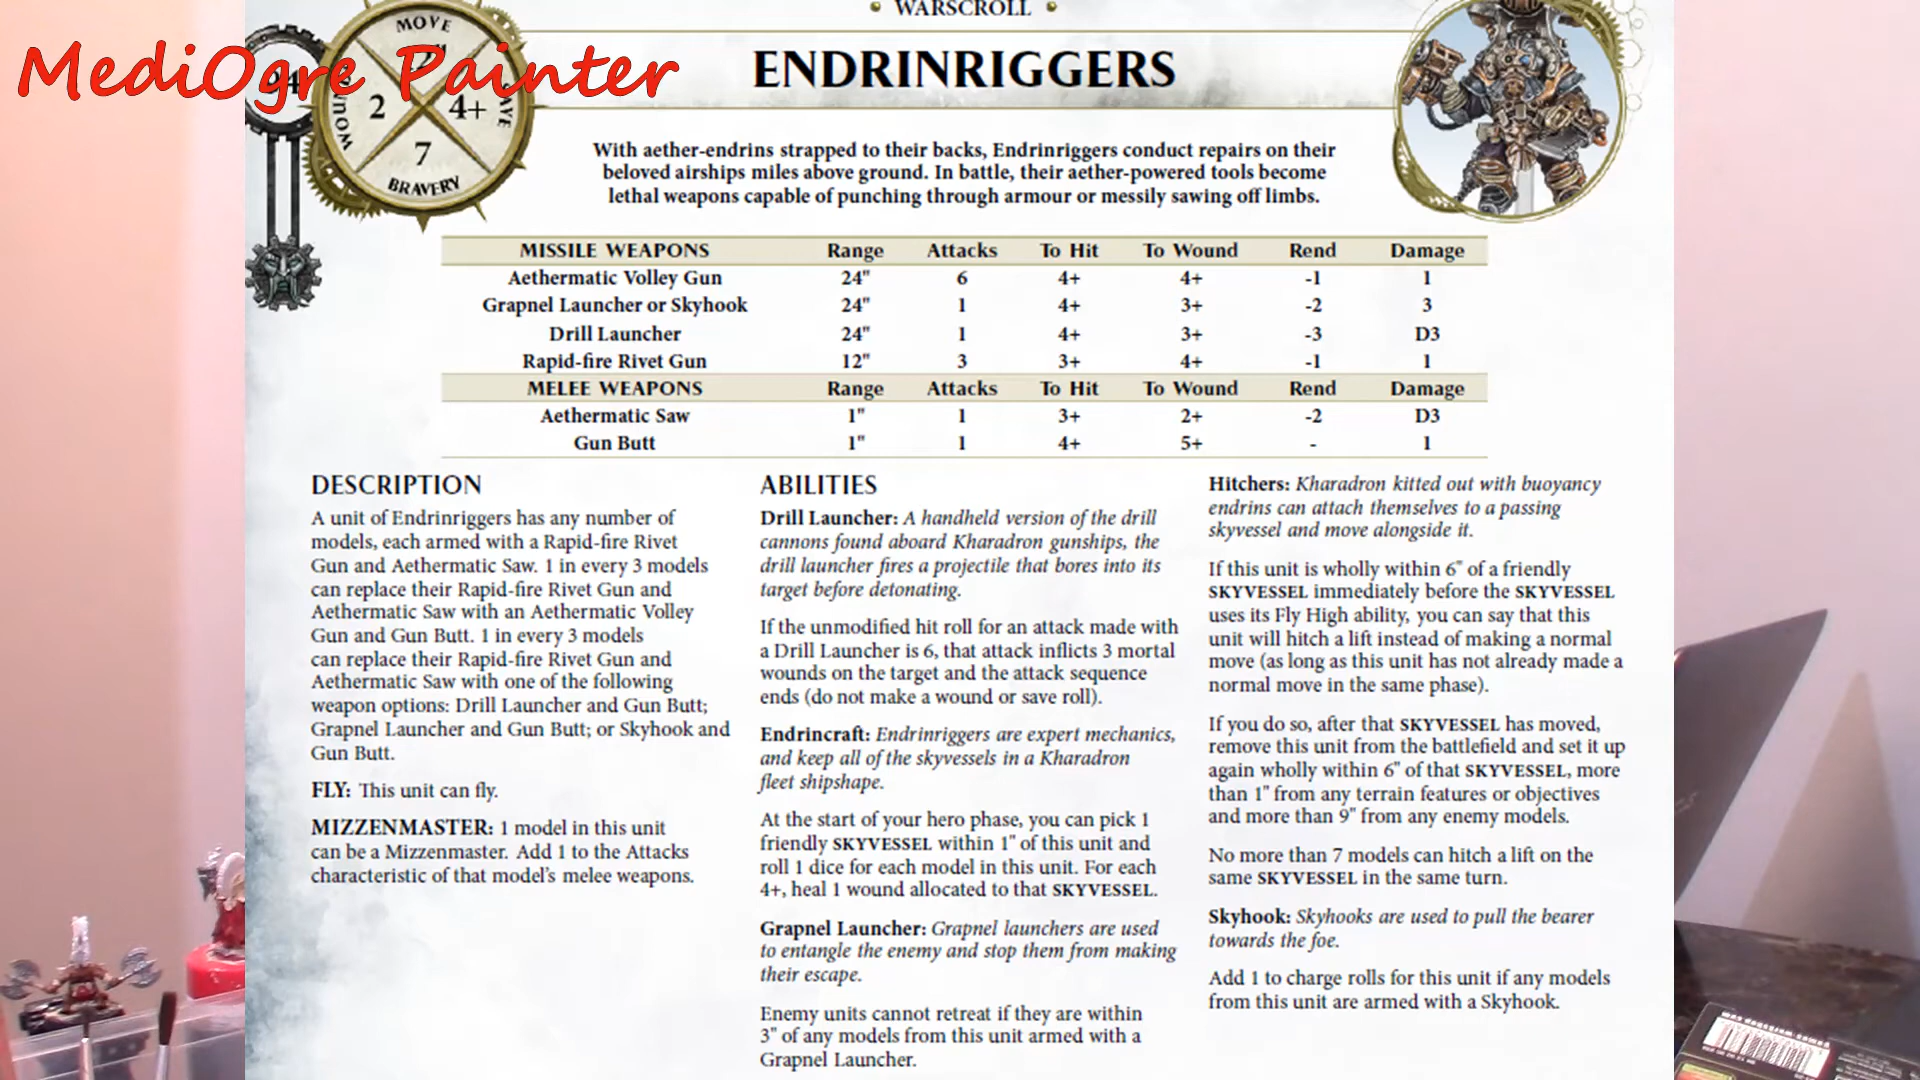 MediOgre Painter
WARSCROLL
ENDRINRIGGERS
MOVE
2
4+
7
BRAVERY
With aether-endrins strapped to their backs, Endrinriggers conduct repairs on their
beloved airships miles above ground. In battle, their aether-powered tools become
lethal weapons capable of punching through armour or messily sawing off limbs.
MISSILE WEAPONS Range Attacks To Hit To Wound Rend Damage
Aethermatic Volley Gun 24" 6 4+ 4+ -1 1
Grapnel Launcher or Skyhook 24" 1 4+ 3+ -2 3
Drill Launcher 24" 1 4+ 3+ -3 D3
Rapid-fire Rivet Gun 12" 3 3+ 4+ -1 1
MELEE WEAPONS Range Attacks To Hit To Wound Rend Damage
Aethermatic Saw 1" 1 3+ 2+ -2 D3
Gun Butt 1" 1 4+ 5+ - 1
DESCRIPTION
A unit of Endrinriggers has any number of
models, each armed with a Rapid-fire Rivet
Gun and Aethermatic Saw. 1 in every 3 models
can replace their Rapid-fire Rivet Gun and
Aethermatic Saw with an Aethermatic Volley
Gun and Gun Butt. 1 in every 3 models
can replace their Rapid-fire Rivet Gun and
Aethermatic Saw with one of the following
weapon options: Drill Launcher and Gun Butt;
Grapnel Launcher and Gun Butt; or Skyhook and
Gun Butt.
FLY: This unit can fly.
MIZZENMASTER: 1 model in this unit
can be a Mizzenmaster. Add 1 to the Attacks
characteristic of that model's melee weapons.
ABILITIES
Drill Launcher: A handheld version of the drill
cannons found aboard Kharadron gunships, the
drill launcher fires a projectile that bores into its
target before detonating.
If the unmodified hit roll for an attack made with
a Drill Launcher is 6, that attack inflicts 3 mortal
wounds on the target and the attack sequence
ends (do not make a wound or save roll).
Endrincraft: Endrinriggers are expert mechanics,
and keep all of the skyvessels in a Kharadron
fleet shipshape.
At the start of your hero phase, you can pick 1
friendly SKYVESSEL within 1" of this unit and
roll 1 dice for each model in this unit. For each
4+, heal 1 wound allocated to that SKYVESSEL.
Grapnel Launcher: Grapnel launchers are used
to entangle the enemy and stop them from making
their escape.
Enemy units cannot retreat if they are within
3" of any models from this unit armed with a
Grapnel Launcher.
Hitchers: Kharadron kitted out with buoyancy
endrins can attach themselves to a passing
skyvessel and move alongside it.
If this unit is wholly within 6" of a friendly
SKYVESSEL immediately before the SKYVESSEL
uses its Fly High ability, you can say that this
unit will hitch a lift instead of making a normal
move (as long as this unit has not already made a
normal move in the same phase).
If you do so, after that SKYVESSEL has moved,
remove this unit from the battlefield and set it up
again wholly within 6" of that SKYVESSEL, more
than 1" from any terrain features or objectives
and more than 9" from any enemy models.
No more than 7 models can hitch a lift on the
same SKYVESSEL in the same turn.
Skyhook: Skyhooks are used to pull the bearer
towards the foe.
Add 1 to charge rolls for this unit if any models
from this unit are armed with a Skyhook.